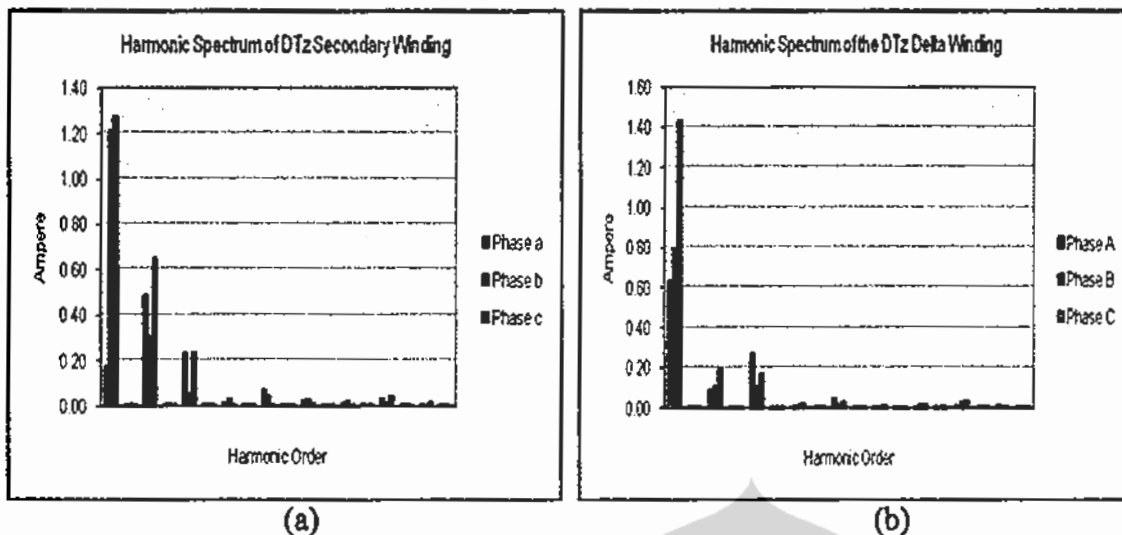 Harmonic Spectrum of DTz Secondary Winding
1.40
1.20
1.00
0.80
0.60
0.40
0.20
0.00
Ampere
Harmonic Order
Phase a
Phase b
Phase c
(a)
Harmonic Spectrum of the DTz Delta Winding
1.60
1.40
1.20
1.00
0.80
0.60
0.40
0.20
0.00
Ampere
Harmonic Order
Phase A
Phase B
Phase C
(b)